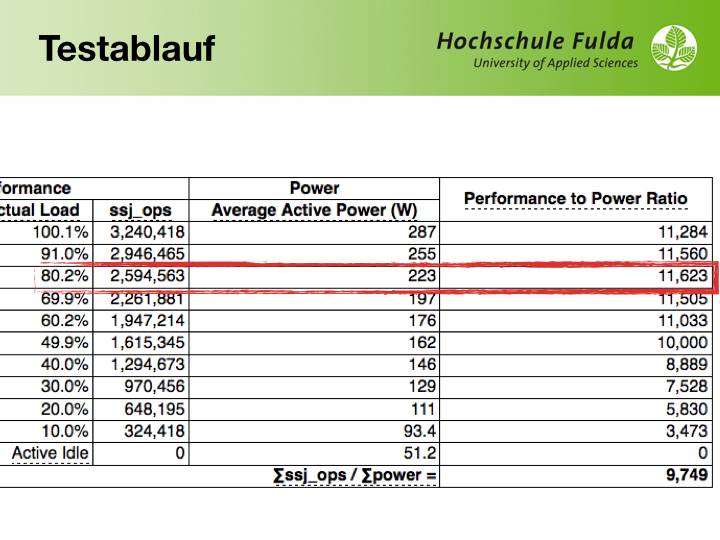 Testablauf
Hochschule Fulda
University of Applied Sciences
formance Power Performance to Power Ratio
ctual Load ssj_ops Average Active Power (W)
100.1% 3,240,418 287 11,284
91.0% 2,946,465 255 11,560
80.2% 2,594,563 223 11,623
69.9% 2,261,881 197 11,505
60.2% 1,947,214 176 11,033
49.9% 1,615,345 162 10,000
40.0% 1,294,673 146 8,889
30.0% 970,456 129 7,528
20.0% 648,195 111 5,830
10.0% 324,418 93.4 3,473
Active Idle 0 51.2 0
∑ssj_ops / ∑power = 9,749